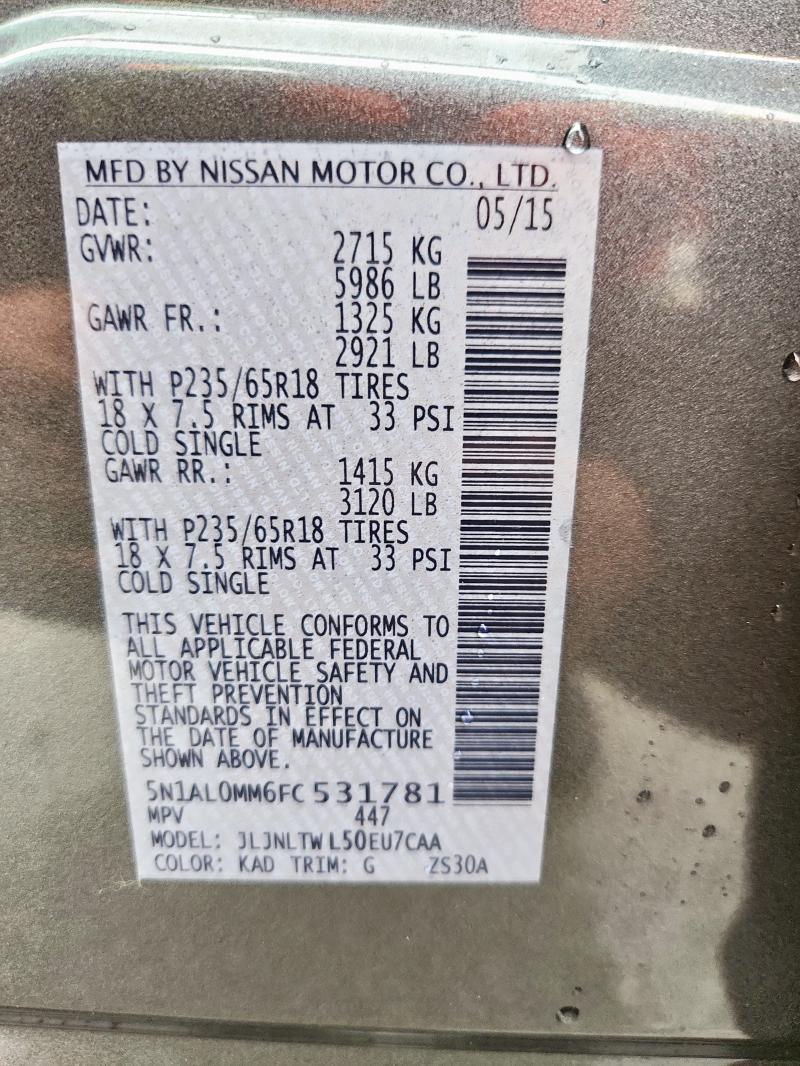 MFD BY NISSAN MOTOR CO., LTD.
DATE: 05/15
GVWR: 2715 KG
5986 LB
GAWR FR.: 1325 KG
2921 LB
WITH P235/65R18 TIRES
18 X 7.5 RIMS AT 33 PSI
COLD SINGLE
GAWR RR.: 1415 KG
3120 LB
WITH P235/65R18 TIRES
18 X 7.5 RIMS AT 33 PSI
COLD SINGLE
THIS VEHICLE CONFORMS TO
ALL APPLICABLE FEDERAL
MOTOR VEHICLE SAFETY AND
THEFT PREVENTION
STANDARDS IN EFFECT ON
THE DATE OF MANUFACTURE
SHOWN ABOVE.
5N1AL0MM6FC531781
MPV 447
MODEL: JLJNLTWL50EU7CAA
COLOR: KAD TRIM: G ZS30A